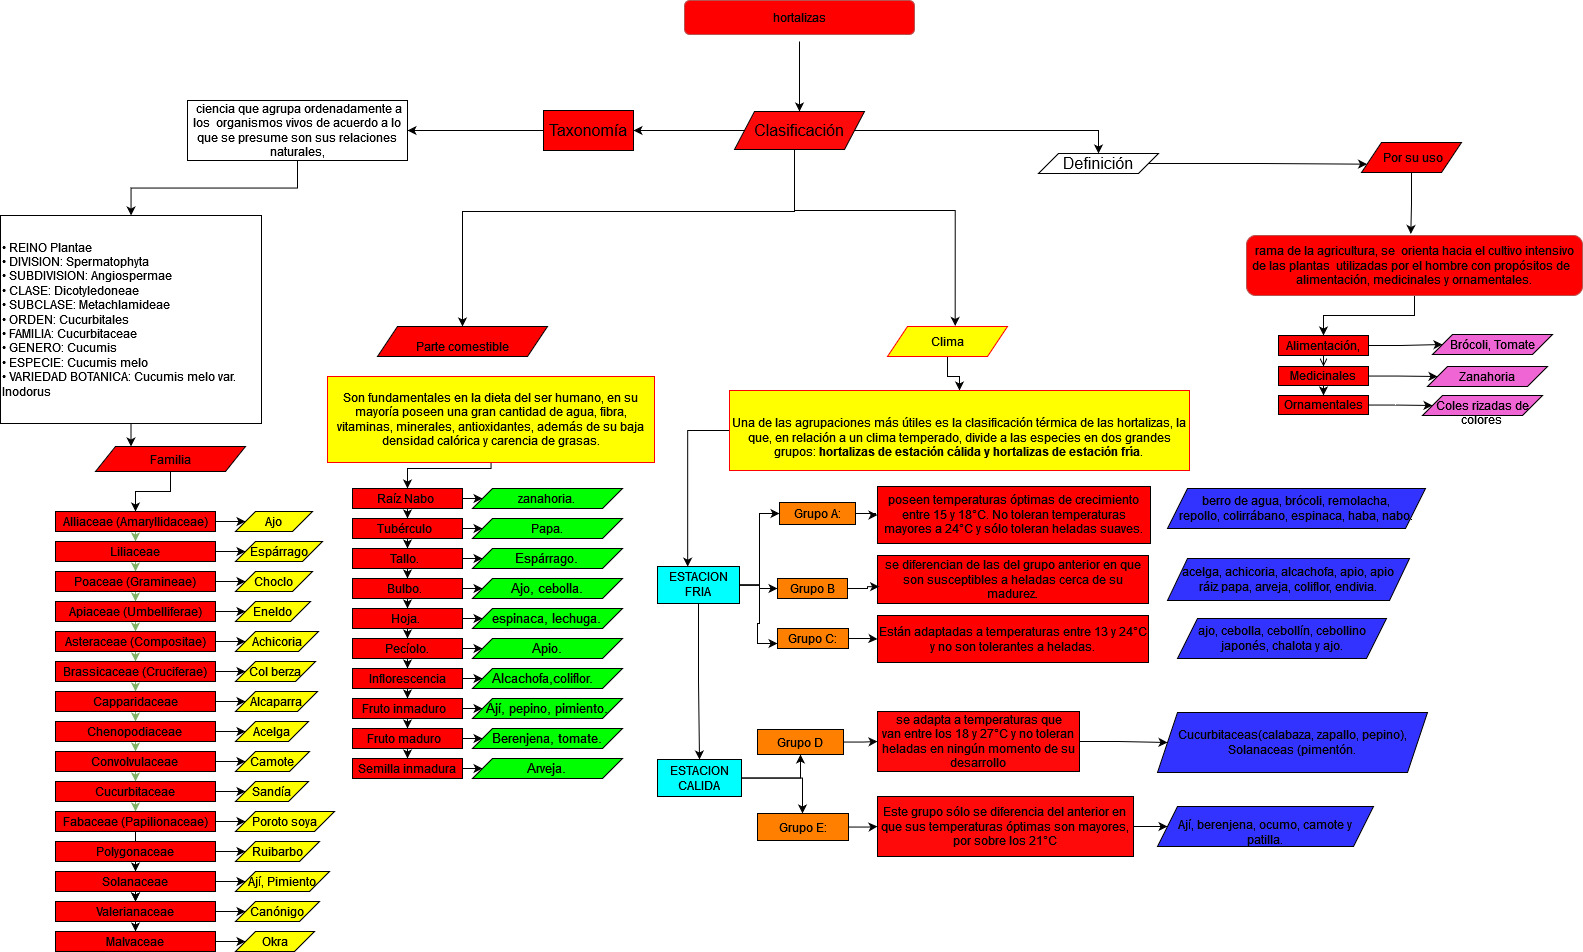 hortalizas
Clasificación
Taxonomía
ciencia que agrupa ordenadamente a
los organismos vivos de acuerdo a lo
que se presume son sus relaciones
naturales,
• REINO Plantae
• DIVISION: Spermatophyta
• SUBDIVISION: Angiospermae
• CLASE: Dicotyledoneae
• SUBCLASE: Metachlamideae
• ORDEN: Cucurbitales
• FAMILIA: Cucurbitaceae
• GENERO: Cucumis
• ESPECIE: Cucumis melo
• VARIEDAD BOTANICA: Cucumis melo var.
Inodorus
Familia
Alliaceae (Amaryllidaceae)
Ajo
Liliaceae
Espárrago
Poaceae (Gramineae)
Choclo
Apiaceae (Umbelliferae)
Eneldo
Asteraceae (Compositae)
Achicoria
Brassicaceae (Cruciferae)
Col berza
Capparidaceae
Alcaparra
Chenopodiaceae
Acelga
Convolvulaceae
Camote
Cucurbitaceae
Sandía
Fabaceae (Papilionaceae)
Poroto soya
Polygonaceae
Ruibarbo
Solanaceae
Ají, Pimiento
Valerianaceae
Canónigo
Malvaceae
Okra
Parte comestible
Son fundamentales en la dieta del ser humano, en su
mayoría poseen una gran cantidad de agua, fibra,
vitaminas, minerales, antioxidantes, además de su baja
densidad calórica y carencia de grasas.
Raíz Nabo
zanahoria.
Tubérculo
Papa.
Tallo.
Espárrago.
Bulbo.
Ajo, cebolla.
Hoja.
espinaca, lechuga.
Pecíolo.
Apio.
Inflorescencia
Alcachofa,coliflor.
Fruto inmaduro
Ají, pepino, pimiento.
Fruto maduro
Berenjena, tomate.
Semilla inmadura
Arveja.
Clima
Una de las agrupaciones más útiles es la clasificación térmica de las hortalizas, la
que, en relación a un clima temperado, divide a las especies en dos grandes
grupos: hortalizas de estación cálida y hortalizas de estación fría.
ESTACION
FRIA
Grupo A:
poseen temperaturas óptimas de crecimiento
entre 15 y 18°C. No toleran temperaturas
mayores a 24°C y sólo toleran heladas suaves.
berro de agua, brócoli, remolacha,
repollo, colirrábano, espinaca, haba, nabo.
Grupo B
se diferencian de las del grupo anterior en que
son susceptibles a heladas cerca de su
madurez.
acelga, achicoria, alcachofa, apio, apio
ráiz papa, arveja, coliflor, endivia.
Grupo C:
Están adaptadas a temperaturas entre 13 y 24°C
y no son tolerantes a heladas.
ajo, cebolla, cebollín, cebollino
japonés, chalota y ajo.
ESTACION
CALIDA
Grupo D
se adapta a temperaturas que
van entre los 18 y 27°C y no toleran
heladas en ningún momento de su
desarrollo
Cucurbitaceas(calabaza, zapallo, pepino),
Solanaceas (pimentón.
Grupo E:
Este grupo sólo se diferencia del anterior en
que sus temperaturas óptimas son mayores,
por sobre los 21°C
Ají, berenjena, ocumo, camote y
patilla.
Definición
Por su uso
rama de la agricultura, se orienta hacia el cultivo intensivo
de las plantas utilizadas por el hombre con propósitos de
alimentación, medicinales y ornamentales.
Alimentación,
Brócoli, Tomate
Medicinales
Zanahoria
Ornamentales
Coles rizadas de
colores